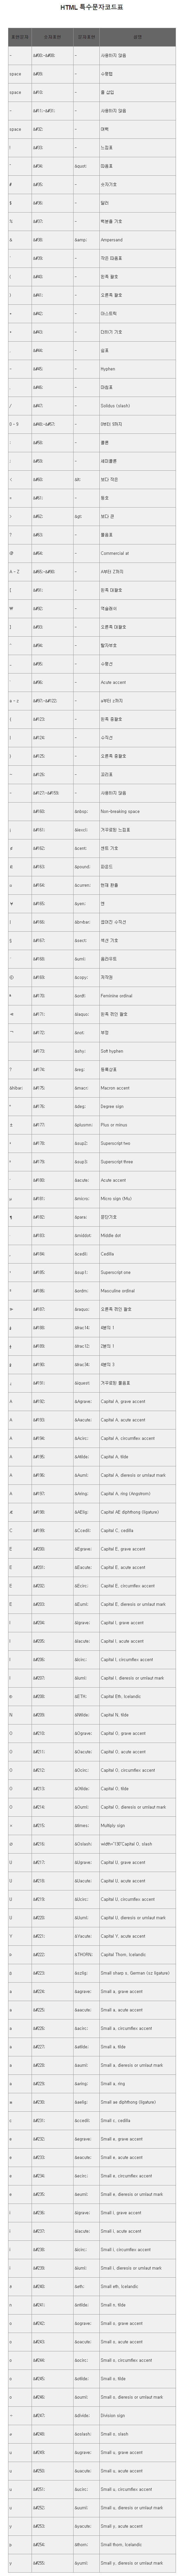 HTML 특수문자코드표
표현문자 숫자표현 문자표현 설명
- &#00;-&#08; - 사용하지 않음
space &#09; - 수평탭
space &#10; - 줄 삽입
- &#11;-&#31; - 사용하지 않음
space &#32; - 여백
! &#33; - 느낌표
" &#34; &quot; 따옴표
# &#35; - 숫자기호
$ &#36; - 달러
% &#37; - 백분율 기호
& &#38; &amp; Ampersand
' &#39; - 작은 따옴표
( &#40; - 왼쪽 괄호
) &#41; - 오른쪽 괄호
* &#42; - 아스트릭
+ &#43; - 더하기 기호
, &#44; - 쉼표
- &#45; - Hyphen
. &#46; - 마침표
/ &#47; - Solidus (slash)
0 - 9 &#48;-&#57; - 0부터 9까지
: &#58; - 콜론
; &#59; - 세미콜론
< &#60; &lt; 보다 작은
= &#61; - 등호
> &#62; &gt; 보다 큰
? &#63; - 물음표
@ &#64; - Commercial at
A - Z &#65;-&#90; - A부터 Z까지
[ &#91; - 왼쪽 대괄호
₩ &#92; - 역슬래쉬
] &#93; - 오른쪽 대괄호
^ &#94; - 탈자부호
_ &#95; - 수평선
` &#96; - Acute accent
a - z &#97;-&#122; - a부터 z까지
{ &#123; - 왼쪽 중괄호
| &#124; - 수직선
} &#125; - 오른쪽 중괄호
~ &#126; - 꼬리표
- &#127;-&#159; - 사용하지 않음
&#160; &nbsp; Non-breaking space
¡ &#161; &iexcl; 거꾸로된 느낌표
&#162; &cent; 센트 기호
&#163; &pound; 파운드
&#164; &curren; 현재 환율
&#165; &yen; 엔
| &#166; &brvbar; 끊어진 수직선
§ &#167; &sect; 섹션 기호
&#168; &uml; 움라우트
&#169; &copy; 저작권
ª &#170; &ordf; Feminine ordinal
&#171; &laquo; 왼쪽 꺾인 괄호
&#172; &not; 부정
&#173; &shy; Soft hyphen
&#174; &reg; 등록상표
&hibar; &#175; &macr; Macron accent
° &#176; &deg; Degree sign
± &#177; &plusmn; Plus or minus
² &#178; &sup2; Superscript two
³ &#179; &sup3; Superscript three
´ &#180; &acute; Acute accent
μ &#181; &micro; Micro sign (Mu)
¶ &#182; &para; 문단기호
· &#183; &middot; Middle dot
&#184; &cedil; Cedilla
¹ &#185; &sup1; Superscript one
º &#186; &ordm; Masculine ordinal
&#187; &raquo; 오른쪽 꺾인 괄호
¼ &#188; &frac14; 4분의 1
½ &#189; &frac12; 2분의 1
¾ &#190; &frac34; 4분의 3
¿ &#191; &iquest; 거꾸로된 물음표
A &#192; &Agrave; Capital A, grave accent
A &#193; &Aacute; Capital A, acute accent
A &#194; &Acirc; Capital A, circumflex accent
A &#195; &Atilde; Capital A, tilde
A &#196; &Auml; Capital A, dieresis or umlaut mark
A &#197; &Aring; Capital A, ring (Angstrom)
Æ &#198; &AElig; Capital AE diphthong (ligature)
C &#199; &Ccedil; Capital C, cedilla
E &#200; &Egrave; Capital E, grave accent
E &#201; &Eacute; Capital E, acute accent
E &#202; &Ecirc; Capital E, circumflex accent
E &#203; &Euml; Capital E, dieresis or umlaut mark
I &#204; &Igrave; Capital I, grave accent
I &#205; &Iacute; Capital I, acute accent
I &#206; &Icirc; Capital I, circumflex accent
I &#207; &Iuml; Capital I, dieresis or umlaut mark
Ð &#208; &ETH; Capital Eth, Icelandic
N &#209; &Ntilde; Capital N, tilde
O &#210; &Ograve; Capital O, grave accent
O &#211; &Oacute; Capital O, acute accent
O &#212; &Ocirc; Capital O, circumflex accent
O &#213; &Otilde; Capital O, tilde
O &#214; &Ouml; Capital O, dieresis or umlaut mark
× &#215; &times; Multiply sign
Ø &#216; &Oslash; width="130"Capital O, slash
U &#217; &Ugrave; Capital U, grave accent
U &#218; &Uacute; Capital U, acute accent
U &#219; &Ucirc; Capital U, circumflex accent
U &#220; &Uuml; Capital U, dieresis or umlaut mark
Y &#221; &Yacute; Capital Y, acute accent
Þ &#222; &THORN; Capital Thorn, Icelandic
ß &#223; &szlig; Small sharp s, German (sz ligature)
a &#224; &agrave; Small a, grave accent
a &#225; &aacute; Small a, acute accent
a &#226; &acirc; Small a, circumflex accent
a &#227; &atilde; Small a, tilde
a &#228; &auml; Small a, dieresis or umlaut mark
a &#229; &aring; Small a, ring
æ &#230; &aelig; Small ae diphthong (ligature)
c &#231; &ccedil; Small c, cedilla
e &#232; &egrave; Small e, grave accent
e &#233; &eacute; Small e, acute accent
e &#234; &ecirc; Small e, circumflex accent
e &#235; &euml; Small e, dieresis or umlaut mark
i &#236; &igrave; Small i, grave accent
i &#237; &iacute; Small i, acute accent
i &#238; &icirc; Small i, circumflex accent
i &#239; &iuml; Small i, dieresis or umlaut mark
ð &#240; &eth; Small eth, Icelandic
n &#241; &ntilde; Small n, tilde
o &#242; &ograve; Small o, grave accent
o &#243; &oacute; Small o, acute accent
o &#244; &ocirc; Small o, circumflex accent
o &#245; &otilde; Small o, tilde
o &#246; &ouml; Small o, dieresis or umlaut mark
÷ &#247; &divide; Division sign
ø &#248; &oslash; Small o, slash
u &#249; &ugrave; Small u, grave accent
u &#250; &uacute; Small u, acute accent
u &#251; &ucirc; Small u, circumflex accent
u &#252; &uuml; Small u, dieresis or umlaut mark
y &#253; &yacute; Small y, acute accent
þ &#254; &thorn; Small thorn, Icelandic
y &#255; &yuml; Small y, dieresis or umlaut mark